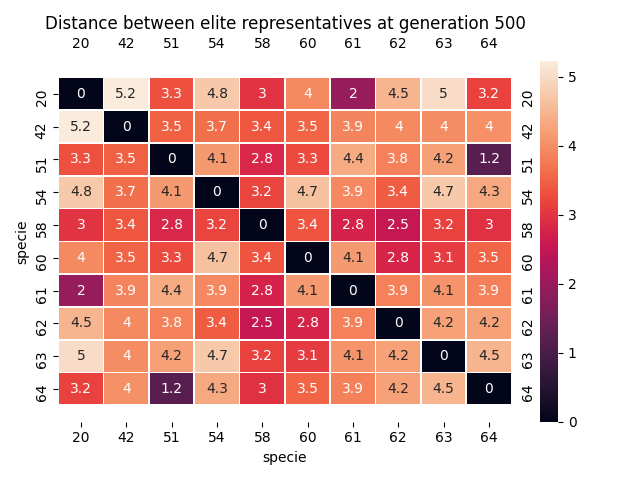 Distance between elite representatives at generation 500
20 42 51 54 58 60 61 62 63 64
20 0 5.2 3.3 4.8 3 4 2 4.5 5 3.2 20
42 5.2 0 3.5 3.7 3.4 3.5 3.9 4 4 4 42
51 3.3 3.5 0 4.1 2.8 3.3 4.4 3.8 4.2 1.2 51
54 4.8 3.7 4.1 0 3.2 4.7 3.9 3.4 4.7 4.3 54
58 3 3.4 2.8 3.2 0 3.4 2.8 2.5 3.2 3 58
60 4 3.5 3.3 4.7 3.4 0 4.1 2.8 3.1 3.5 60
61 2 3.9 4.4 3.9 2.8 4.1 0 3.9 4.1 3.9 61
62 4.5 4 3.8 3.4 2.5 2.8 3.9 0 4.2 4.2 62
63 5 4 4.2 4.7 3.2 3.1 4.1 4.2 0 4.5 63
64 3.2 4 1.2 4.3 3 3.5 3.9 4.2 4.5 0 64
20 42 51 54 58 60 61 62 63 64
specie
specie
5
4
3
2
1
0